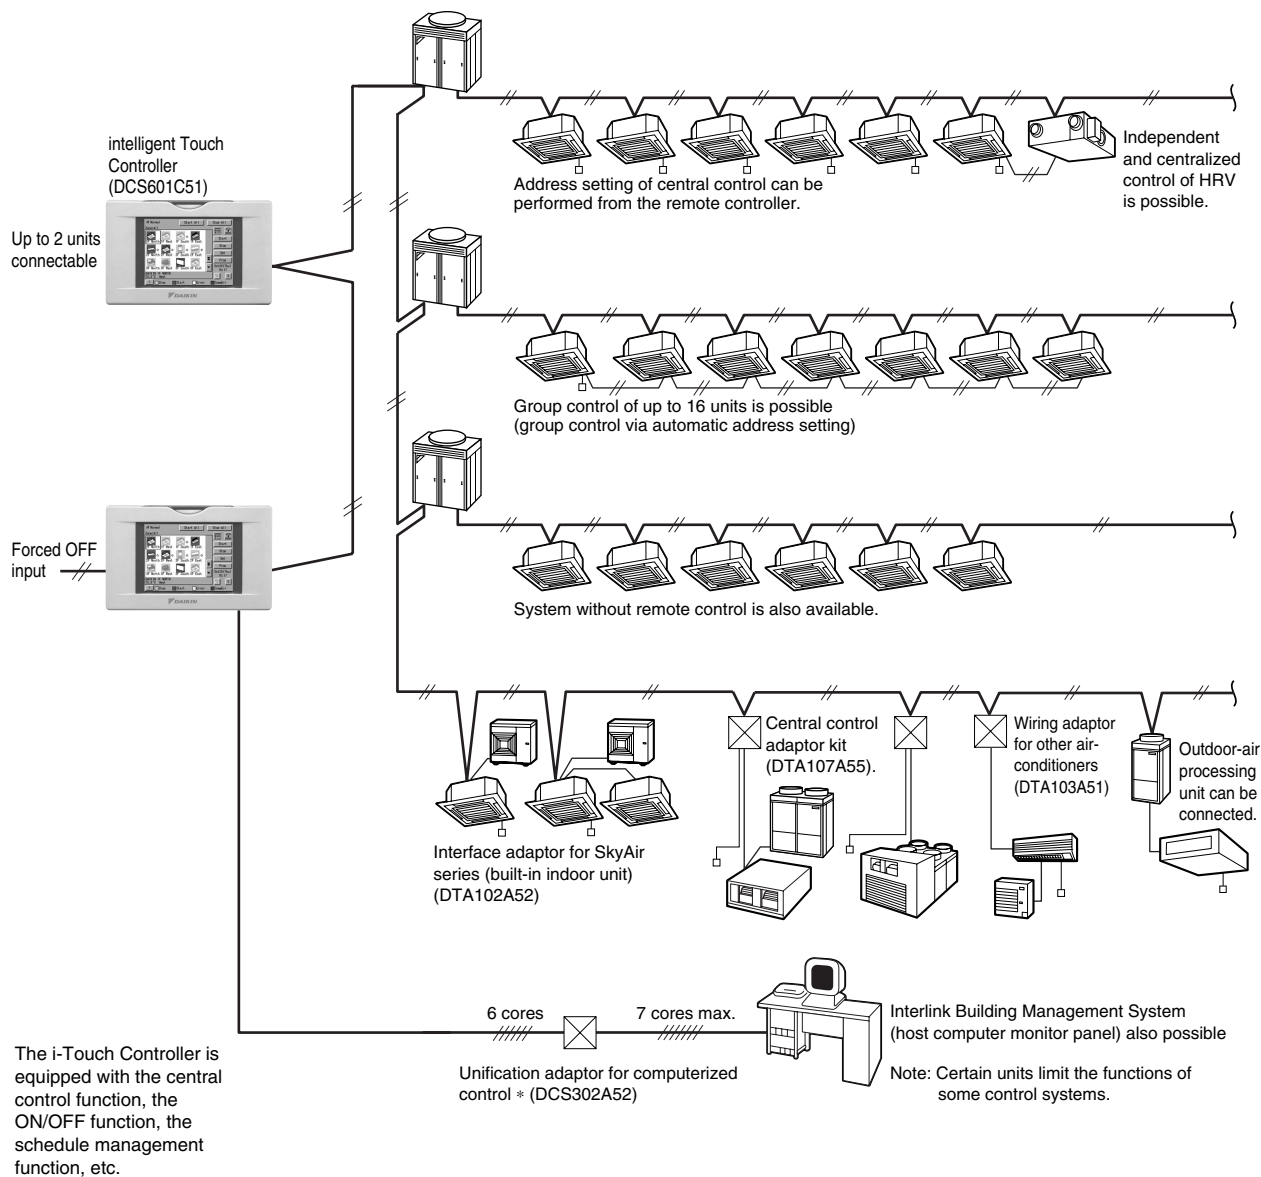 intelligent Touch
Controller
(DCS601C51)
Up to 2 units
connectable
DAIKIN
Address setting of central control can be
performed from the remote controller.
Independent
and centralized
control of HRV
is possible.
Group control of up to 16 units is possible
(group control via automatic address setting)
Forced OFF
input
DAIKIN
System without remote control is also available.
Interface adaptor for SkyAir
series (built-in indoor unit)
(DTA102A52)
Central control
adaptor kit
(DTA107A55).
Wiring adaptor
for other air-
conditioners
(DTA103A51)
Outdoor-air
processing
unit can be
connected.
6 cores
7 cores max.
Unification adaptor for computerized
control * (DCS302A52)
Interlink Building Management System
(host computer monitor panel) also possible
Note: Certain units limit the functions of
some control systems.
The i-Touch Controller is
equipped with the central
control function, the
ON/OFF function, the
schedule management
function, etc.